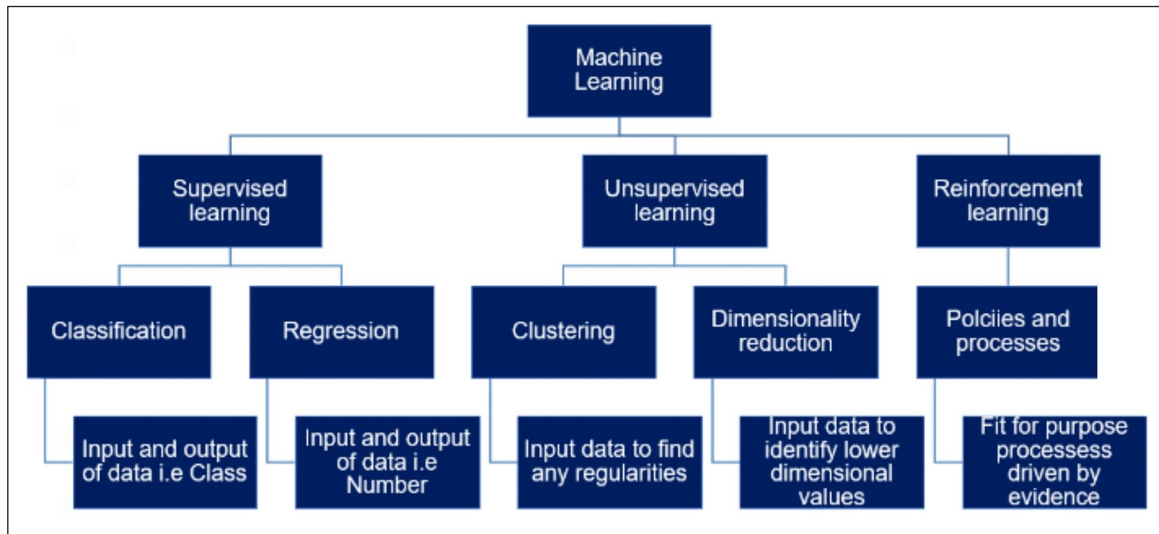 Machine
Learning
Supervised
learning
Unsupervised
learning
Reinforcement
learning
Classification
Regression
Clustering
Dimensionality
reduction
Polciies and
processes
Input and output
of data i.e Class
Input and output
of data i.e
Number
Input data to find
any regularities
Input data to
identify lower
dimensional
values
Fit for purpose
processess
driven by
evidence